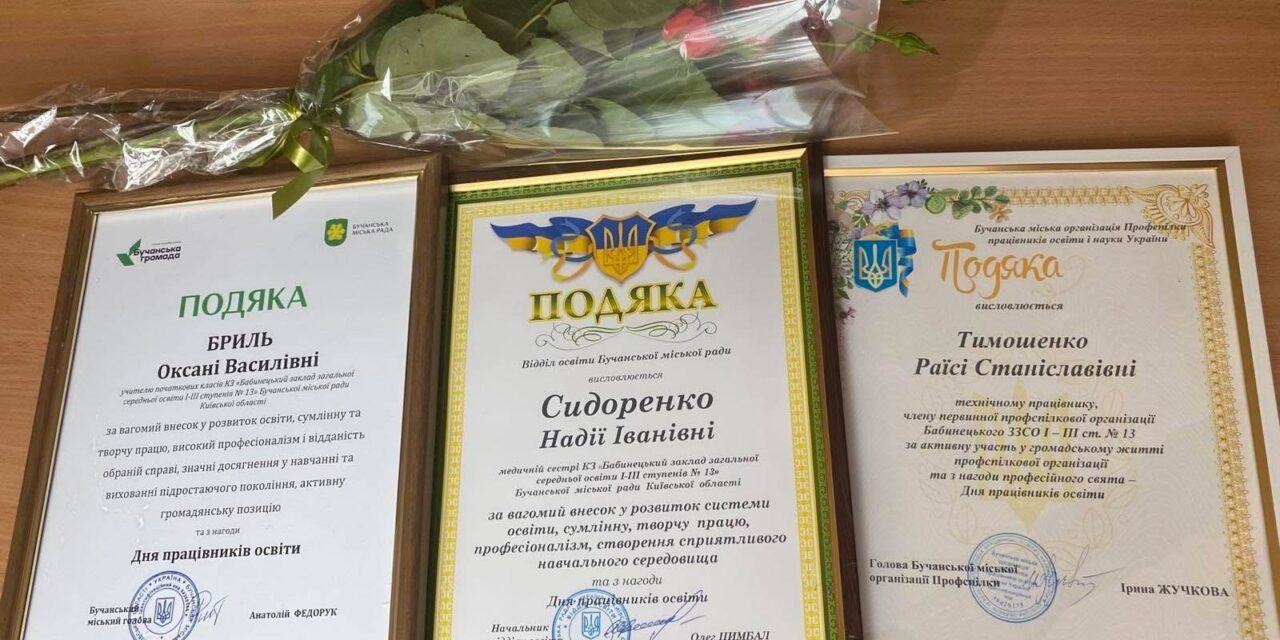 Бучанська
громада
БУЧАНСЬКА
МІСЬКА РАДА
ПОДЯКА
БРИЛЬ
Оксані Василівні
учителю початкових класів КЗ «Бабинецький заклад загальної
середньої освіти І-ІІІ ступенів № 13» Бучанської міської ради
Київської області
за вагомий внесок у розвиток освіти, сумлінну та
творчу працю, високий професіоналізм і відданість
обраній справі, значні досягнення у навчанні та
вихованні підростаючого покоління, активну
громадянську позицію
та з нагоди
Дня працівників освіти
Бучанський
міський голова
Анатолій ФЕДОРУК
ПОДЯКА
Відділ освіти Бучанської міської ради
висловлюється
Сидоренко
Надії Іванівні
медичній сестрі КЗ «Бабинецький заклад загальної
середньої освіти І-ІІІ ступенів № 13»
Бучанської міської ради Київської області
за вагомий внесок у розвиток системи
освіти, сумлінну, творчу працю,
професіоналізм, створення сприятливого
навчального середовища
та з нагоди
Дня працівників освіти
Начальник
Олег ЦИМБАЛ
Бучанська міська організація Профспілки
працівників освіти і науки України
Подяка
висловлюється
Тимошенко
Раїсі Станіславівні
технічному працівнику,
члену первинної профспілкової організації
Бабинецького ЗЗСО І – ІІІ ст. № 13
за активну участь у громадському житті
профспілкової організації
та з нагоди професійного свята –
Дня працівників освіти
Голова Бучанської міської
організації Профспілки
Ірина ЖУЧКОВА